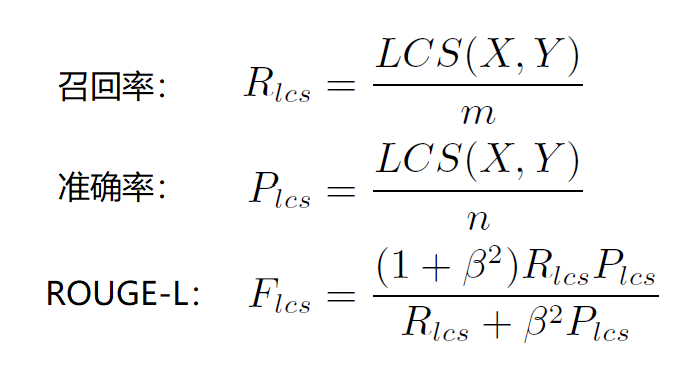 召回率： $R_{lcs} = \frac{LCS(X,Y)}{m}$
准确率： $P_{lcs} = \frac{LCS(X,Y)}{n}$
ROUGE-L： $F_{lcs} = \frac{(1+\beta^2)R_{lcs}P_{lcs}}{R_{lcs}+\beta^2 P_{lcs}}$